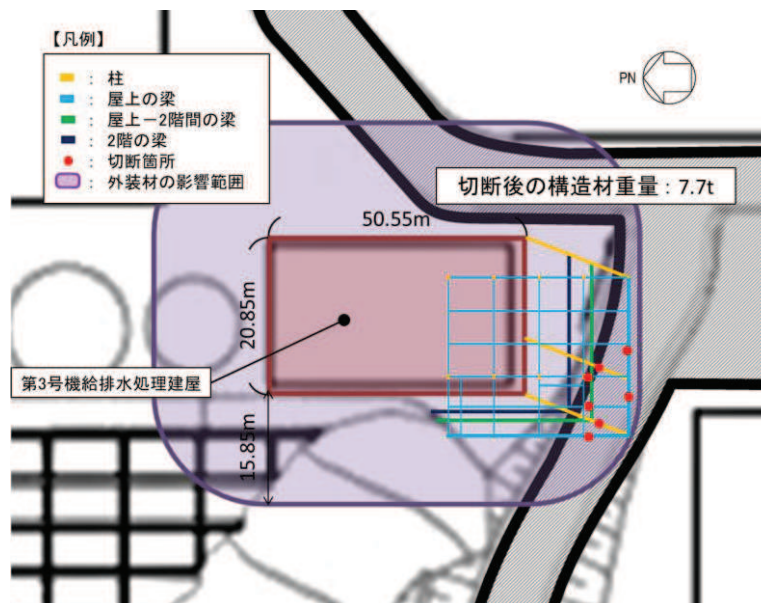 【凡例】
： 柱
： 屋上の梁
： 屋上－2階間の梁
： 2階の梁
： 切断箇所
： 外装材の影響範囲
PN
切断後の構造材重量：7.7t
50.55m
20.85m
第3号機給排水処理建屋
15.85m